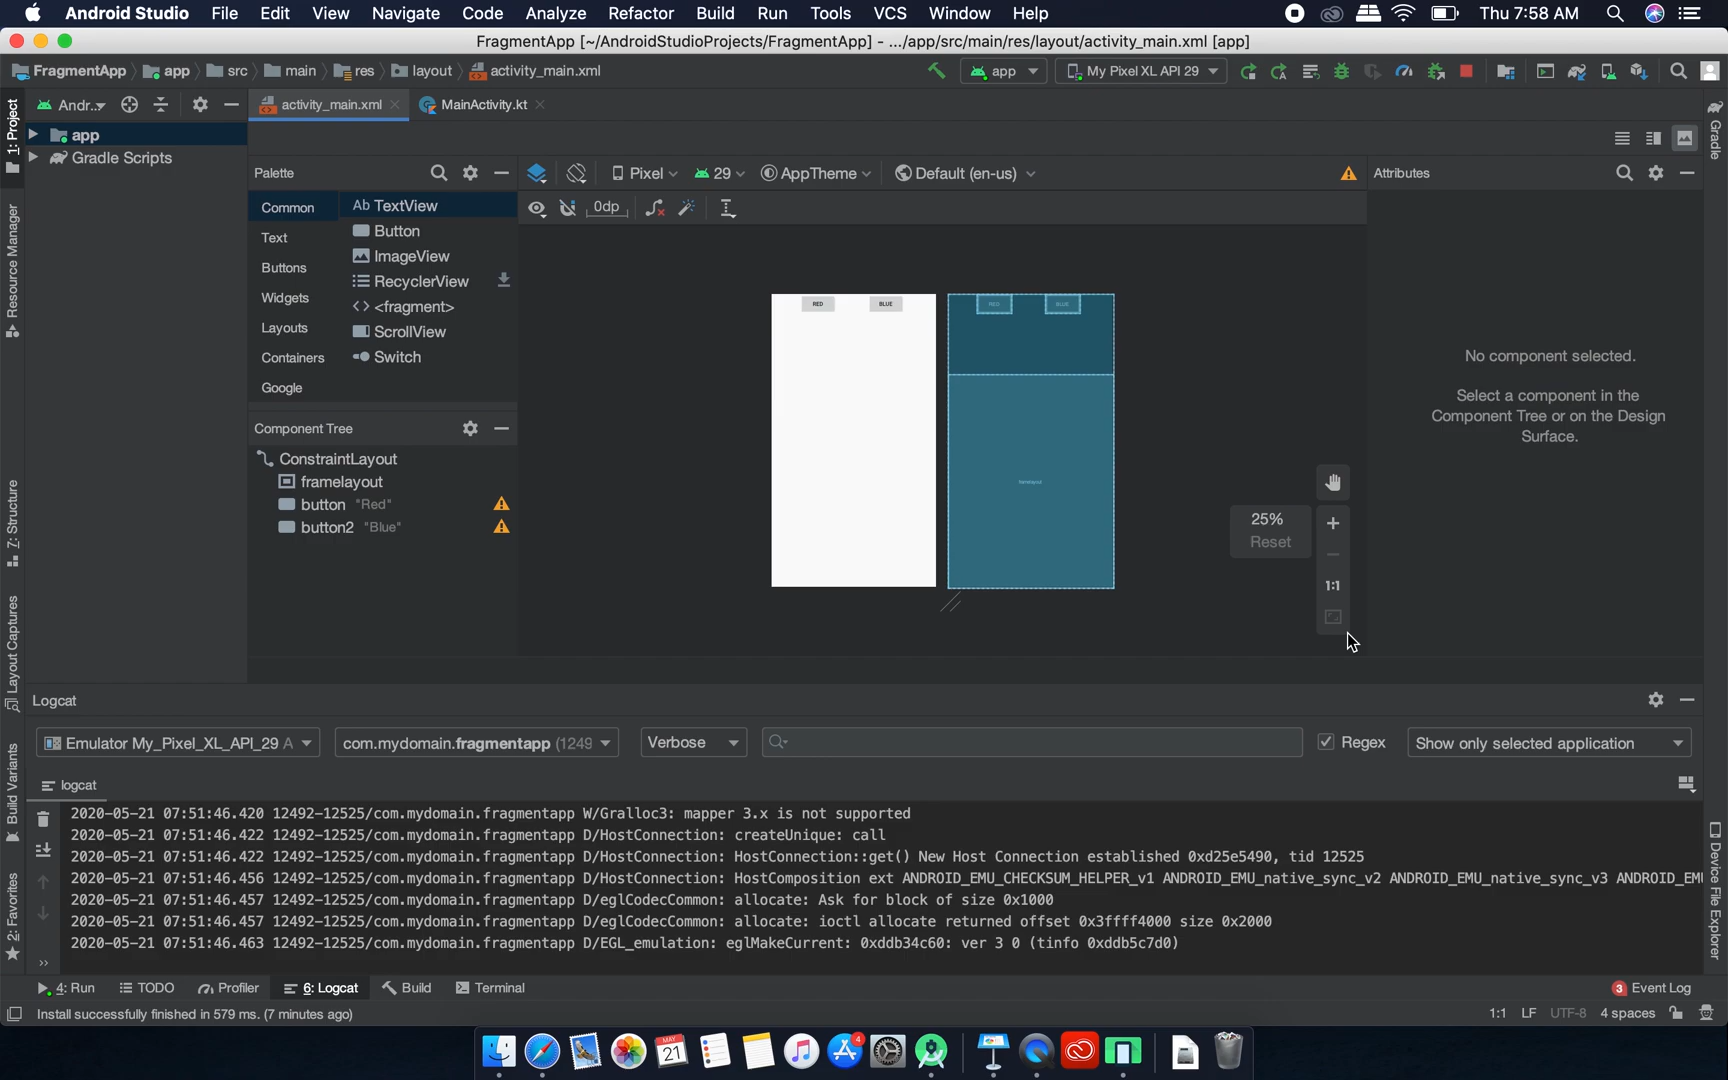 Android Studio File Edit View Navigate Code Analyze Refactor Build Run Tools VCS Window Help Thu 7:58 AM
FragmentApp [~/AndroidStudioProjects/FragmentApp] - .../app/src/main/res/layout/activity_main.xml [app]
FragmentApp app src main res layout activity_main.xml app My Pixel XL API 29
Andr.. activity_main.xml MainActivity.kt
1: Project
Resource Manager
7: Structure
Layout Captures
Build Variants
2: Favorites
app
Gradle Scripts
Palette
Common
Text
Buttons
Widgets
Layouts
Containers
Google
Ab TextView
Button
ImageView
RecyclerView
<> <fragment>
ScrollView
Switch
Component Tree
ConstraintLayout
framelayout
button "Red"
button2 "Blue"
Pixel 29 AppTheme Default (en-us)
0dp
RED BLUE
RED BLUE
framelayout
25%
Reset
1:1
Attributes
No component selected.
Select a component in the
Component Tree or on the Design
Surface.
Gradle
Device File Explorer
Logcat
Emulator My_Pixel_XL_API_29 A com.mydomain.fragmentapp (1249 Verbose Regex Show only selected application
logcat
2020-05-21 07:51:46.420 12492-12525/com.mydomain.fragmentapp W/Gralloc3: mapper 3.x is not supported
2020-05-21 07:51:46.422 12492-12525/com.mydomain.fragmentapp D/HostConnection: createUnique: call
2020-05-21 07:51:46.422 12492-12525/com.mydomain.fragmentapp D/HostConnection: HostConnection::get() New Host Connection established 0xd25e5490, tid 12525
2020-05-21 07:51:46.456 12492-12525/com.mydomain.fragmentapp D/HostConnection: HostComposition ext ANDROID_EMU_CHECKSUM_HELPER_v1 ANDROID_EMU_native_sync_v2 ANDROID_EMU_native_sync_v3 ANDROID_EMU
2020-05-21 07:51:46.457 12492-12525/com.mydomain.fragmentapp D/eglCodecCommon: allocate: Ask for block of size 0x1000
2020-05-21 07:51:46.457 12492-12525/com.mydomain.fragmentapp D/eglCodecCommon: allocate: ioctl allocate returned offset 0x3ffff4000 size 0x2000
2020-05-21 07:51:46.463 12492-12525/com.mydomain.fragmentapp D/EGL_emulation: eglMakeCurrent: 0xddb34c60: ver 3 0 (tinfo 0xddb5c7d0)
4: Run TODO Profiler 6: Logcat Build Terminal 3 Event Log
Install successfully finished in 579 ms. (7 minutes ago) 1:1 LF UTF-8 4 spaces
MAY
21
4